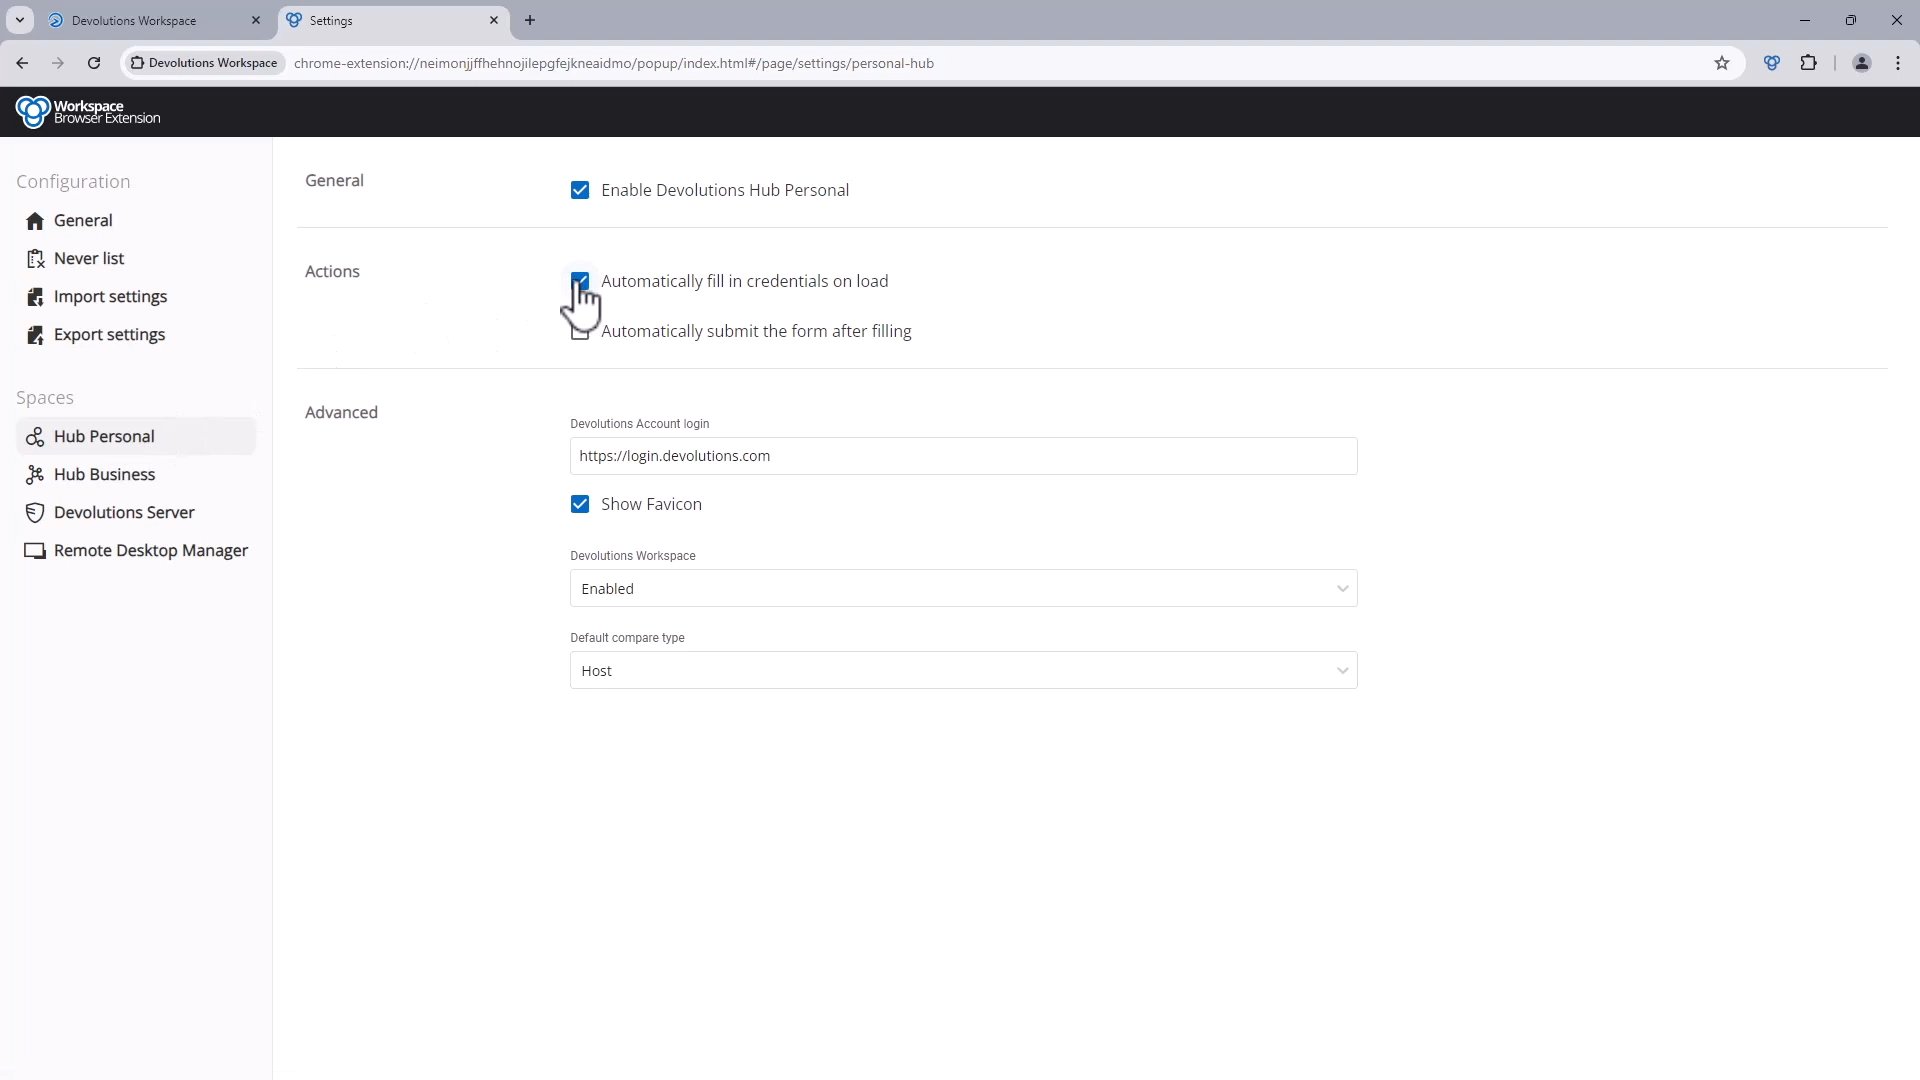 Devolutions Workspace
Settings
Devolutions Workspace
chrome-extension://neimonjjffhehnojilepgfejkneaidmo/popup/index.html#/page/settings/personal-hub
Workspace
Browser Extension
Configuration
General
Never list
Import settings
Export settings
Spaces
Hub Personal
Hub Business
Devolutions Server
Remote Desktop Manager
General
Enable Devolutions Hub Personal
Actions
Automatically fill in credentials on load
Automatically submit the form after filling
Advanced
Devolutions Account login
https://login.devolutions.com
Show Favicon
Devolutions Workspace
Enabled
Default compare type
Host